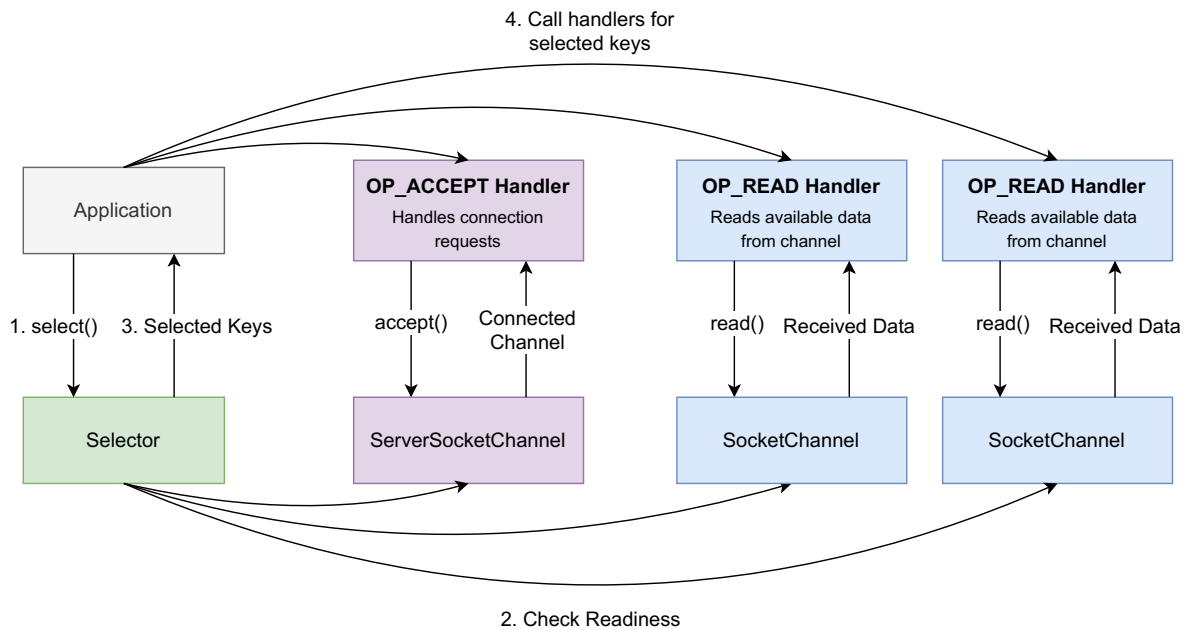 4. Call handlers for
selected keys
Application
OP_ACCEPT Handler
Handles connection
requests
OP_READ Handler
Reads available data
from channel
OP_READ Handler
Reads available data
from channel
1. select()
3. Selected Keys
accept()
Connected
Channel
read()
Received Data
read()
Received Data
Selector
ServerSocketChannel
SocketChannel
SocketChannel
2. Check Readiness